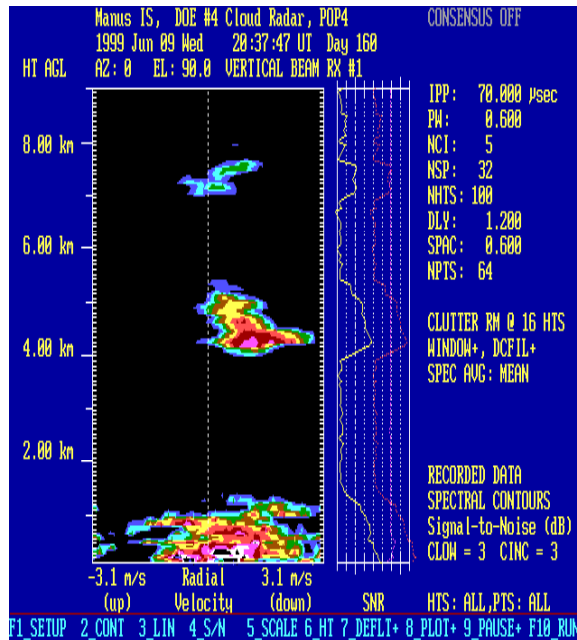 Manus IS, DOE #4 Cloud Radar, POP4 CONSENSUS OFF
1999 Jun 09 Wed 20:37:47 UT Day 160
HT AGL AZ: 0 EL: 90.0 VERTICAL BEAM RX #1
IPP: 70.000 µsec
PW: 0.600
8.00 km
NCI: 5
NSP: 32
NHTS: 100
DLY: 1.200
6.00 km
SPAC: 0.600
NPTS: 64
CLUTTER RM @ 16 HTS
4.00 km
WINDOW+, DCFIL+
SPEC AVG: MEAN
2.00 km
RECORDED DATA
SPECTRAL CONTOURS
Signal-to-Noise (dB)
CLOW = 3 CINC = 3
-3.1 m/s Radial 3.1 m/s
(up) Velocity (down) SNR HTS: ALL,PTS: ALL
F1 SETUP 2 CONT 3 LIN 4 S/N 5 SCALE 6 HT 7 DEFLT+ 8 PLOT+ 9 PAUSE+ F10 RUN